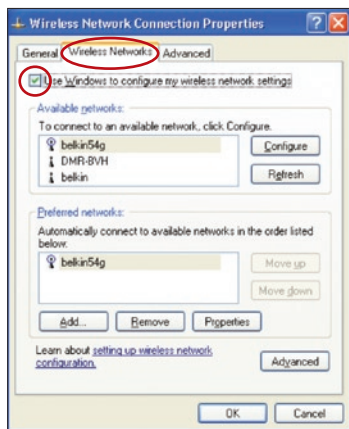 Wireless Network Connection Properties
General Wireless Networks Advanced
Use Windows to configure my wireless network settings
Available networks:
To connect to an available network, click Configure.
belkin54g
DMR-BVH
belkin
Configure
Refresh
Preferred networks:
Automatically connect to available networks in the order listed
below:
belkin54g
Move up
Move down
Add... Remove Properties
Learn about setting up wireless network
configuration.
Advanced
OK Cancel